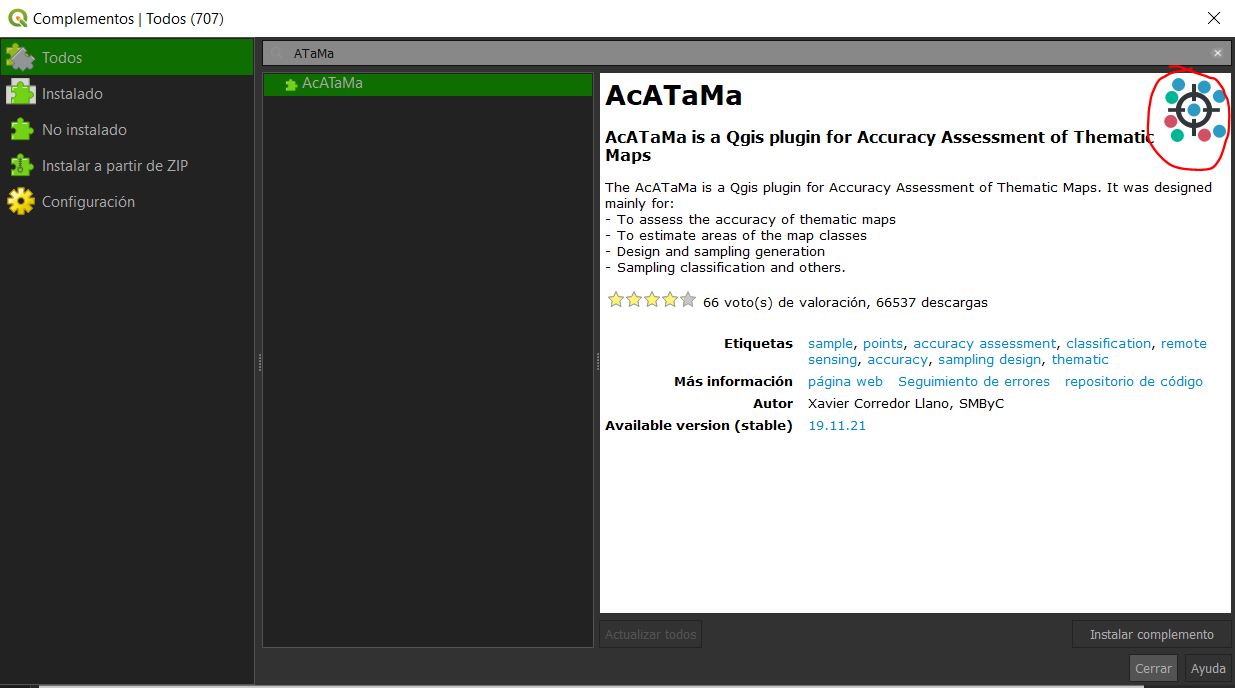 Complementos | Todos (707)
Todos
Instalado
No instalado
Instalar a partir de ZIP
Configuración
ATaMa
AcATaMa
AcATaMa
AcATaMa is a Qgis plugin for Accuracy Assessment of Thematic
Maps
The AcATaMa is a Qgis plugin for Accuracy Assessment of Thematic Maps. It was designed
mainly for:
- To assess the accuracy of thematic maps
- To estimate areas of the map classes
- Design and sampling generation
- Sampling classification and others.
66 voto(s) de valoración, 66537 descargas
Etiquetas sample, points, accuracy assessment, classification, remote
sensing, accuracy, sampling design, thematic
Más información página web Seguimiento de errores repositorio de código
Autor Xavier Corredor Llano, SMByC
Available version (stable) 19.11.21
Actualizar todos Instalar complemento
Cerrar Ayuda